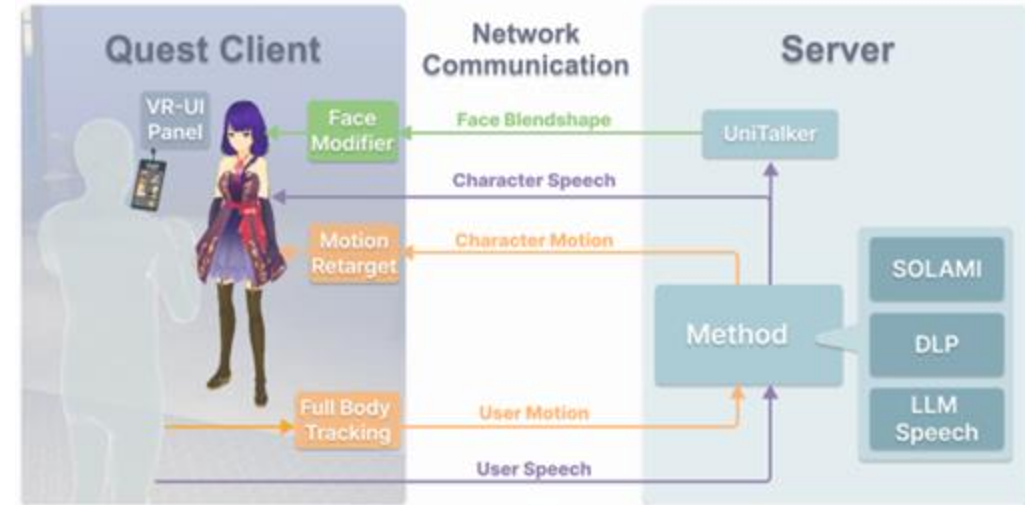 Quest Client
Network
Communication
Server
VR-UI
Panel
Face
Modifier
Face Blendshape
UniTalker
Character Speech
Motion
Retarget
Character Motion
SOLAMI
Method
DLP
Full Body
Tracking
User Motion
LLM
Speech
User Speech